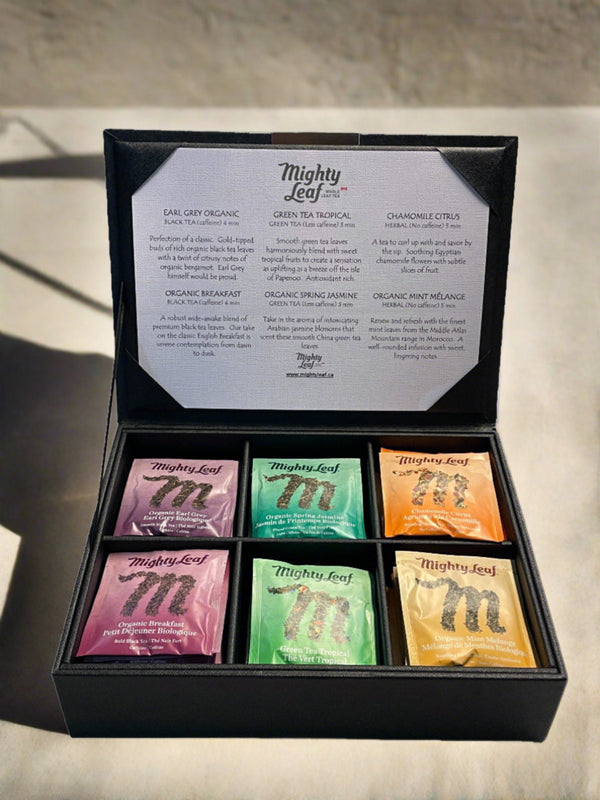 Mighty
Leaf WHOLE
LEAF TEA
EARL GREY ORGANIC
BLACK TEA (caffeine) 4 min
Perfection of a classic. Gold-tipped
buds of rich organic black tea leaves
with a twist of citrusy notes of
organic bergamot. Earl Grey
himself would be proud.
GREEN TEA TROPICAL
GREEN TEA (Less caffeine) 3 min
Smooth green tea leaves
harmoniously blend with sweet
tropical fruits to create a sensation
as uplifting as a breeze off the isle
of Papenoo. Antioxidant rich.
CHAMOMILE CITRUS
HERBAL (No caffeine) 5 min
A tea to curl up with and savor by
the sip. Soothing Egyptian
chamomile flowers with subtle
slices of fruit.
ORGANIC BREAKFAST
BLACK TEA (caffeine) 4 min
A robust wide-awake blend of
premium black tea leaves. Our take
on the classic English Breakfast is
serene contemplation from dawn
to dusk.
ORGANIC SPRING JASMINE
GREEN TEA (Less caffeine) 3 min
Take in the aroma of intoxicating
Arabian jasmine blossoms that
scent these smooth China green tea
leaves.
ORGANIC MINT MÉLANGE
HERBAL (No caffeine) 5 min
Renew and refresh with the finest
mint leaves from the Middle Atlas
Mountain range in Morocco. A
well-rounded infusion with sweet,
lingering notes.
Mighty
Leaf
www.mightyleaf.ca
Mighty Leaf
Organic Earl Grey
Earl Grey Biologique
Mighty Leaf
Organic Spring Jasmine
Jasmin de Printemps Biologique
Mighty Leaf
Chamomile Citrus
Mighty Leaf
Organic Breakfast
Petit Déjeuner Biologique
Bold Black Tea / Thé Noir Fort
Caffeine / Caféine
Mighty Leaf
Green Tea Tropical
Thé Vert Tropical
Mighty Leaf
Organic Mint Melange
Mélange de Menthes Biologique